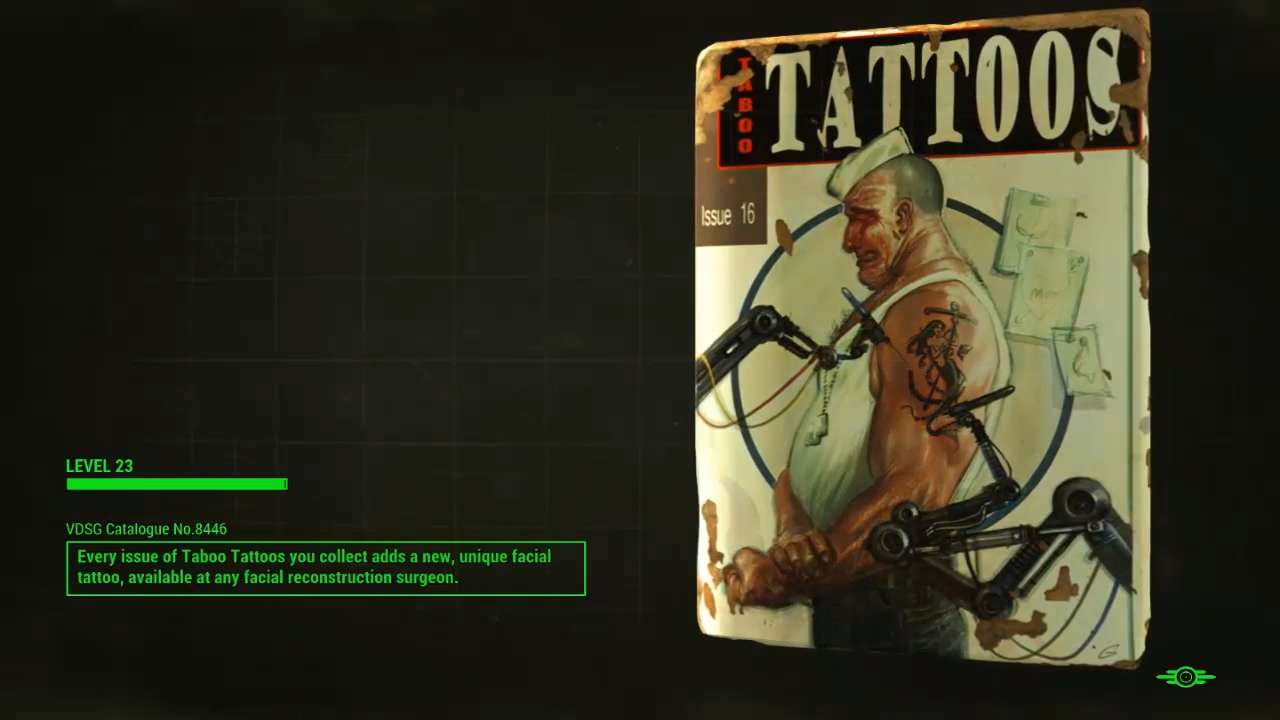 TABOO
TATTOOS
Issue 16
MUM
LEVEL 23
VDSG Catalogue No.8446
Every issue of Taboo Tattoos you collect adds a new, unique facial
tattoo, available at any facial reconstruction surgeon.